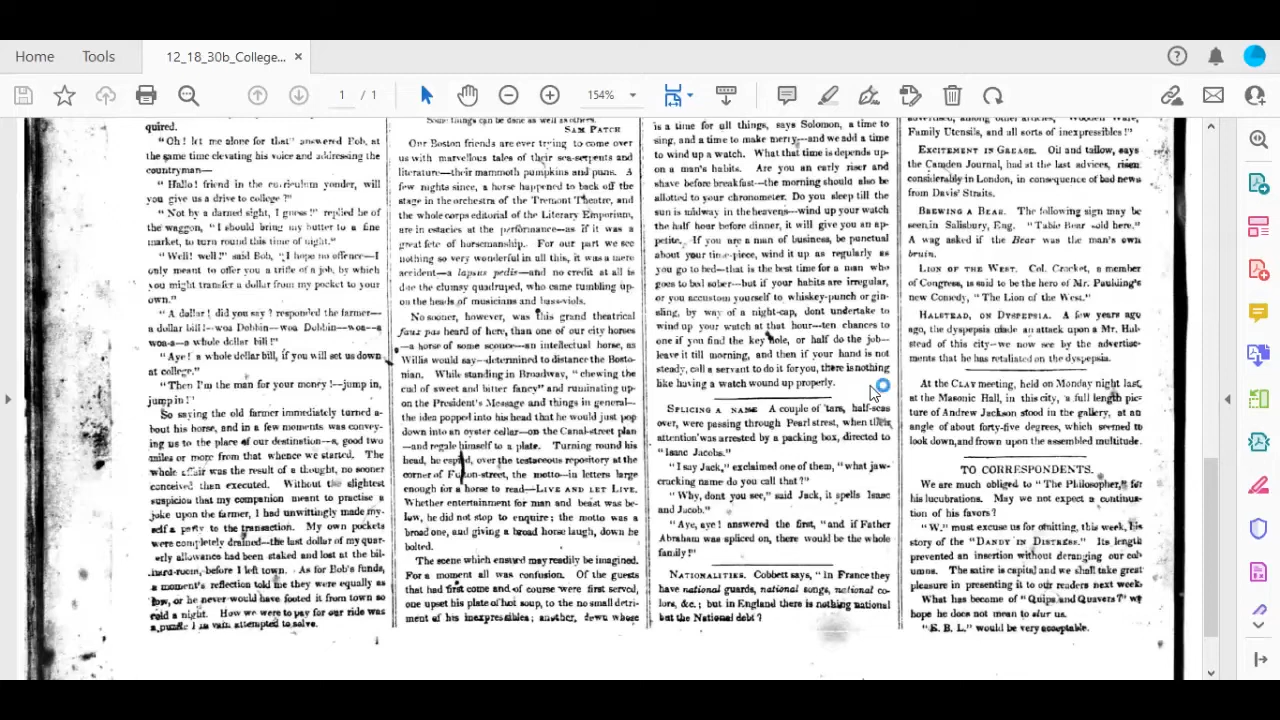 Home
Tools
12_18_30b_College...
1 / 1
154%
quired.
"Oh! let me alone for that" answered Bob, at
the same time elevating his voice and addressing the
countryman—
"Hallo! friend in the curriculum yonder, will
you give us a drive to college?"
"Not by a darned sight, I guess!" replied he of
the waggon, "I should bring my butter to a fine
market, to turn round this time of night."
"Well! well!" said Bob, "I hope no offence—I
only meant to offer you a trifle of a job, by which
you might transfer a dollar from my pocket to your
own."
"A dollar! did you say? responded the farmer—
a dollar bill!—woa Dobbin—woa Dobbin—woa—a
won-a—a whole dollar bill!"
"Aye! a whole dollar bill, if you will set us down
at college."
"Then I'm the man for your money!—jump in,
jump in!"
So saying the old farmer immediately turned a-
bout his horse, and in a few moments was convey-
ing us to the place of our destination—a good two
miles or more from that whence we started. The
whole affair was the result of a thought, no sooner
conceived than executed. Without the slightest
suspicion that my companion meant to practise a
joke upon the farmer, I had unwittingly made my-
self a party to the transaction. My own pockets
were completely drained—the last dollar of my quar-
terly allowance had been staked and lost at the bil-
liard-room, before I left town. As for Bob's funds,
a moment's reflection told me they were equally as
low, or he never would have footed it from town so
cold a night. How we were to pay for our ride was
a puzzle I in vain attempted to solve.
Some things can be done as well as others.
SAM PATCH
Our Boston friends are ever trying to come over
us with marvellous tales of their sea-serpents and
literature—their mammoth pumpkins and puns. A
few nights since, a horse happened to back off the
stage in the orchestra of the Tremont Theatre, and
the whole corps editorial of the Literary Emporium,
are in estacies at the performance—as if it was a
great fete of horsemanship. For our part we see
nothing so very wonderful in all this, it was a mere
accident—a lapsus pedis—and no credit at all is
due the clumsy quadruped, who came tumbling up-
on the heads of musicians and bass-viols.
No sooner, however, was this grand theatrical
faux pas heard of here, than one of our city horses
—a horse of some sconce—an intellectual horse, as
Willis would say—determined to distance the Bosto-
nian. While standing in Broadway, "chewing the
cud of sweet and bitter fancy" and ruminating up-
on the President's Message and things in general—
the idea popped into his head that he would just pop
down into an oyster cellar—on the Canal-street plan
—and regale himself to a plate. Turning round his
head, he espied, over the testaceous repository at the
corner of Fulton-street, the motto—in letters large
enough for a horse to read—LIVE AND LET LIVE.
Whether entertainment for man and beast was be-
low, he did not stop to enquire; the motto was a
broad one, and giving a broad horse laugh, down he
bolted.
The scene which ensued may readily be imagined.
For a moment all was confusion. Of the guests
that had first come and of course were first served,
one upset his plate of hot soup, to the no small detri-
ment of his inexpressibles; another, down whose
is a time for all things, says Solomon, a time to
sing, and a time to make merry—and we add a time
to wind up a watch. What that time is depends up-
on a man's habits. Are you an early riser and
shave before breakfast—the morning should also be
allotted to your chronometer. Do you sleep till the
sun is midway in the heavens—wind up your watch
the half hour before dinner, it will give you an ap-
petite. If you are a man of business, be punctual
about your time-piece, wind it up as regularly as
you go to bed—that is the best time for a man who
goes to bed sober—but if your habits are irregular,
or you accustom yourself to whiskey-punch or gin-
sling, by way of a night-cap, dont undertake to
wind up your watch at that hour—ten chances to
one if you find the key hole, or half do the job—
leave it till morning, and then if your hand is not
steady, call a servant to do it for you, there is nothing
like having a watch wound up properly.
SPLICING A NAME A couple of tars, half-seas
over, were passing through Pearl street, when their
attention was arrested by a packing box, directed to
"Isaac Jacobs."
"I say Jack," exclaimed one of them, "what jaw-
cracking name do you call that?"
"Why, dont you see," said Jack, it spells Isaac
and Jacob."
"Aye, aye! answered the first, "and if Father
Abraham was spliced on, there would be the whole
family!"
NATIONALITIES. Cobbett says, "In France they
have national guards, national songs, national co-
lors, &c.; but in England there is nothing national
but the National debt?
advertised, among other articles, "Wooden Ware,
Family Utensils, and all sorts of inexpressibles!"
EXCITEMENT IN GREASE. Oil and tallow, says
the Camden Journal, had at the last advices, risen
considerably in London, in consequence of bad news
from Davis' Straits.
BREWING A BEAR. The following sign may be
seen in Salisbury, Eng. "Table Bear sold here."
A wag asked if the Bear was the man's own
bruin.
LION OF THE WEST. Col. Crocket, a member
of Congress, is said to be the hero of Mr. Paulding's
new Comedy, "The Lion of the West."
HALSTEAD, ON DYSPEPSIA. A few years ago
ago, the dyspepsia made an attack upon a Mr. Hal-
stead of this city—we now see by the advertise-
ments that he has retaliated on the dyspepsia.
At the CLAY meeting, held on Monday night last,
at the Masonic Hall, in this city, a full length pic-
ture of Andrew Jackson stood in the gallery, at an
angle of about forty-five degrees, which seemed to
look down, and frown upon the assembled multitude.
TO CORRESPONDENTS.
We are much obliged to "The Philosopher," for
his lucubrations. May we not expect a continua-
tion of his favors?
"W." must excuse us for omitting, this week, his
story of the "DANDY IN DISTRESS." Its length
prevented an insertion without deranging our col-
umns. The satire is capital and we shall take great
pleasure in presenting it to our readers next week.
What has become of "Quips and Quavers?" we
hope he does not mean to slur us.
"E. B. L." would be very acceptable.